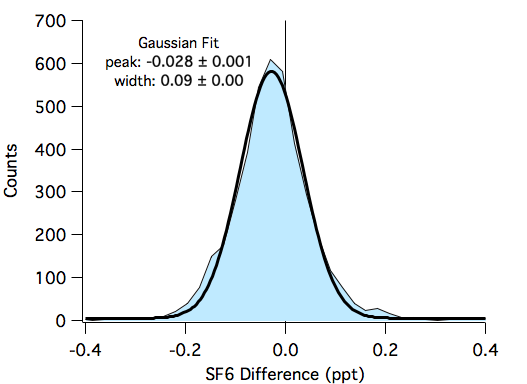 700
600
500
400
300
200
100
0
Counts
Gaussian Fit
peak: -0.028 ± 0.001
width: 0.09 ± 0.00
-0.4
-0.2
0.0
0.2
0.4
SF6 Difference (ppt)